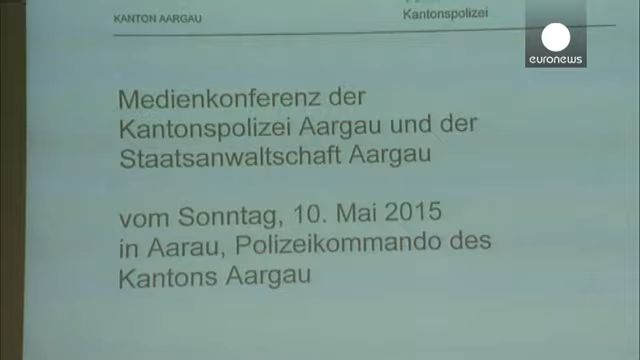 KANTON AARGAU
Kantonspolizei
euronews
Medienkonferenz der
Kantonspolizei Aargau und der
Staatsanwaltschaft Aargau
vom Sonntag, 10. Mai 2015
in Aarau, Polizeikommando des
Kantons Aargau